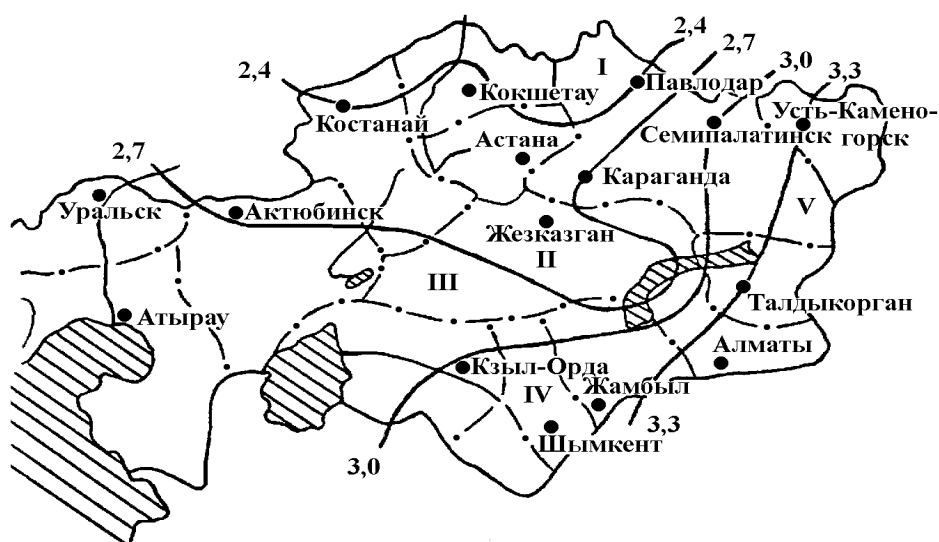 2,4
2,7
I
3,0
2,4
Павлодар
3,3
Кокшетау
Костанай
Усть-Камено-
горск
Семипалатинск
Астана
2,7
Караганда
V
Уральск
Актюбинск
Жезказган
II
III
Талдыкорган
Атырау
Алматы
Кзыл-Орда
IV
Жамбыл
3,3
Шымкент
3,0